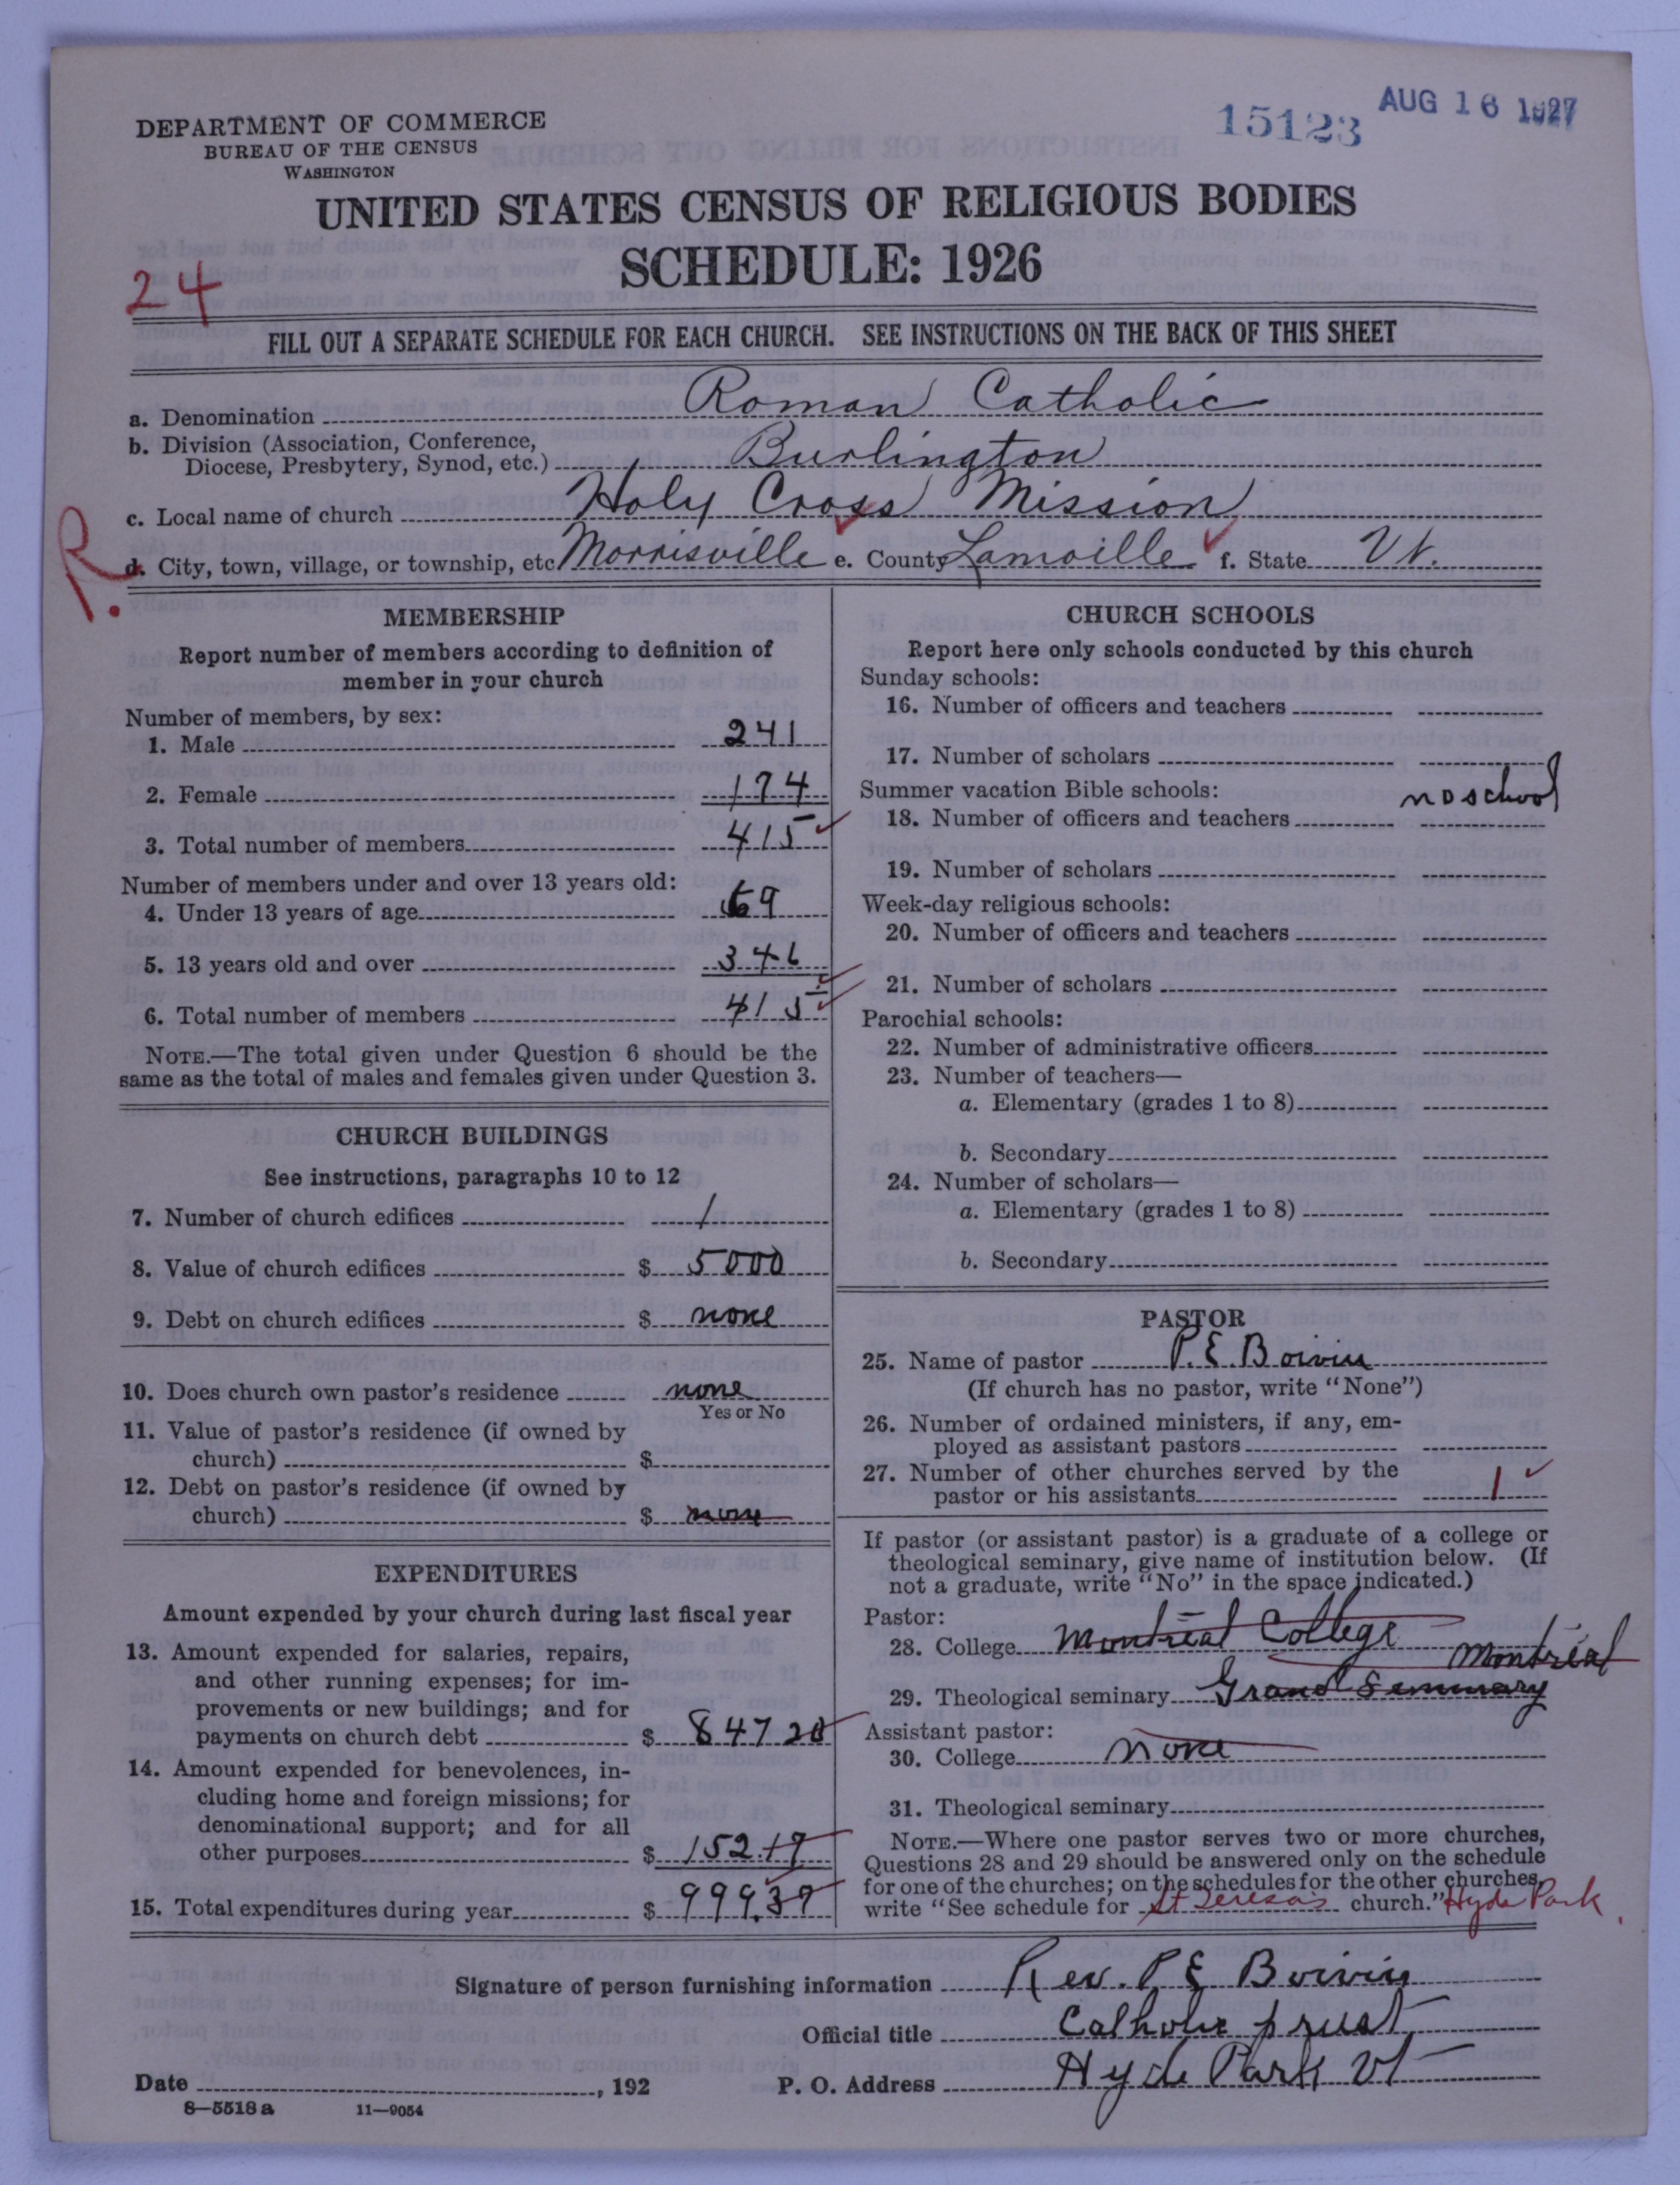 DEPARTMENT OF COMMERCE
BUREAU OF THE CENSUS
WASHINGTON
15123
AUG 16 1927
UNITED STATES CENSUS OF RELIGIOUS BODIES
SCHEDULE: 1926
24
FILL OUT A SEPARATE SCHEDULE FOR EACH CHURCH. SEE INSTRUCTIONS ON THE BACK OF THIS SHEET
a. Denomination Roman Catholic
b. Division (Association, Conference,
Diocese, Presbytery, Synod, etc.) Burlington
c. Local name of church Holy Cross Mission
R.
d. City, town, village, or township, etc Morrisville e. County Lamoille f. State Vt.
MEMBERSHIP
Report number of members according to definition of
member in your church
Number of members, by sex:
1. Male 241
2. Female 174
3. Total number of members 415
Number of members under and over 13 years old:
4. Under 13 years of age 69
5. 13 years old and over 346
6. Total number of members 415
NOTE.—The total given under Question 6 should be the
same as the total of males and females given under Question 3.
CHURCH BUILDINGS
See instructions, paragraphs 10 to 12
7. Number of church edifices 1
8. Value of church edifices $ 5000
9. Debt on church edifices $ none
10. Does church own pastor's residence none
Yes or No
11. Value of pastor's residence (if owned by
church) $
12. Debt on pastor's residence (if owned by
church) $ none
EXPENDITURES
Amount expended by your church during last fiscal year
13. Amount expended for salaries, repairs,
and other running expenses; for im-
provements or new buildings; and for
payments on church debt $ 847 20
14. Amount expended for benevolences, in-
cluding home and foreign missions; for
denominational support; and for all
other purposes $ 152 17
15. Total expenditures during year $ 999.37
CHURCH SCHOOLS
Report here only schools conducted by this church
Sunday schools:
16. Number of officers and teachers
17. Number of scholars
Summer vacation Bible schools: no school
18. Number of officers and teachers
19. Number of scholars
Week-day religious schools:
20. Number of officers and teachers
21. Number of scholars
Parochial schools:
22. Number of administrative officers
23. Number of teachers—
a. Elementary (grades 1 to 8)
b. Secondary
24. Number of scholars—
a. Elementary (grades 1 to 8)
b. Secondary
PASTOR
25. Name of pastor P. E. Boivin
(If church has no pastor, write "None")
26. Number of ordained ministers, if any, em-
ployed as assistant pastors
27. Number of other churches served by the
pastor or his assistants 1
If pastor (or assistant pastor) is a graduate of a college or
theological seminary, give name of institution below. (If
not a graduate, write "No" in the space indicated.)
Pastor:
28. College Montreal College
Montréal
29. Theological seminary Grand Seminary
Assistant pastor:
30. College None
31. Theological seminary
NOTE.—Where one pastor serves two or more churches,
Questions 28 and 29 should be answered only on the schedule
for one of the churches; on the schedules for the other churches,
write "See schedule for St Teresa's church." Hyde Park
Signature of person furnishing information Rev. P E Boivin
Official title Catholic priest
Date , 192 P. O. Address Hyde Park Vt
8—5518 a 11—9054